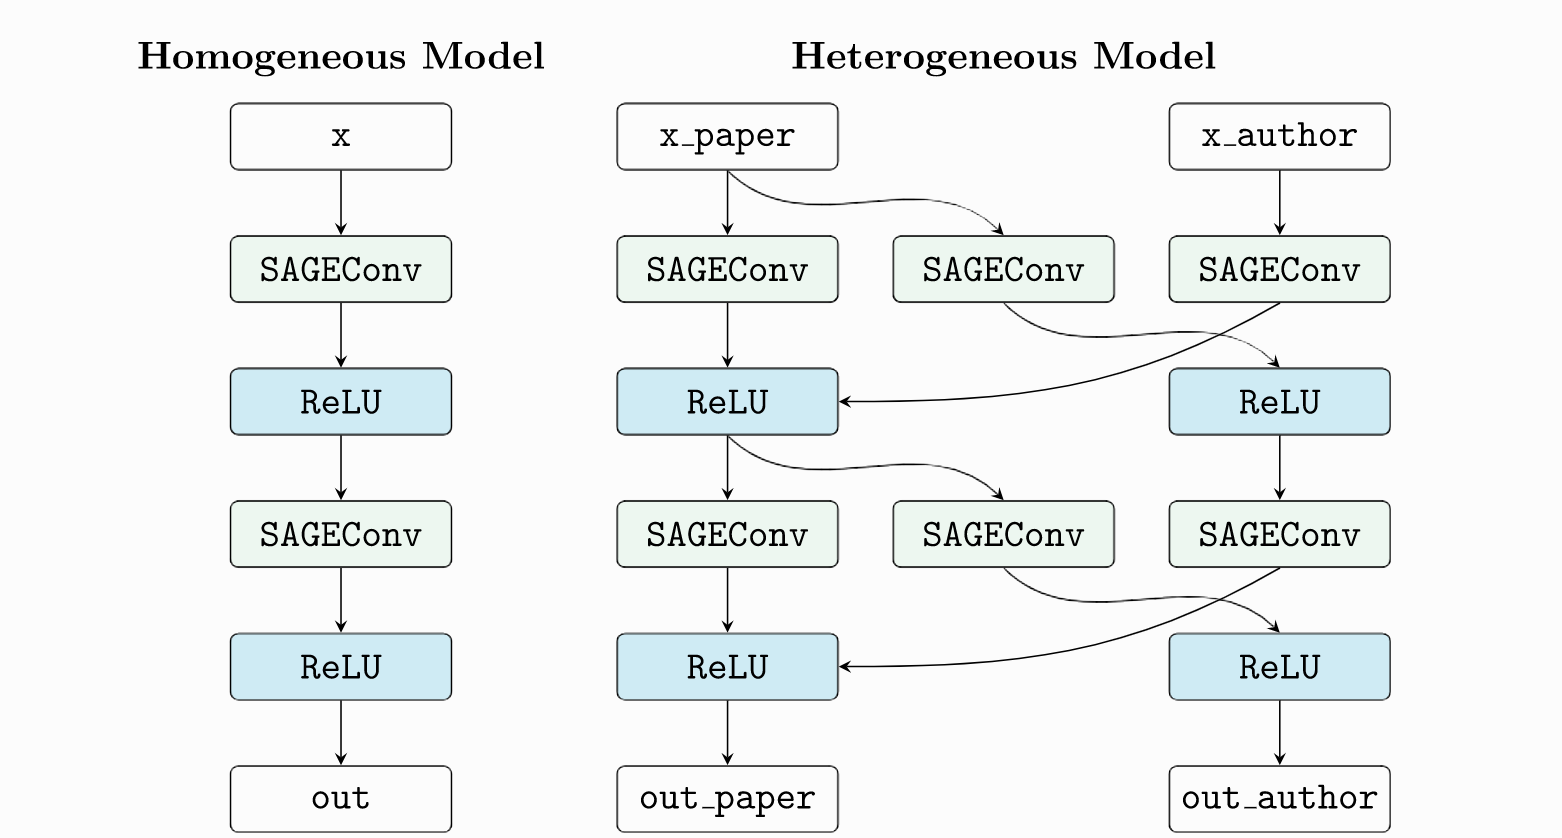 Homogeneous Model
x
SAGEConv
ReLU
SAGEConv
ReLU
out
Heterogeneous Model
x_paper
x_author
SAGEConv
SAGEConv
SAGEConv
ReLU
ReLU
SAGEConv
SAGEConv
SAGEConv
ReLU
ReLU
out_paper
out_author